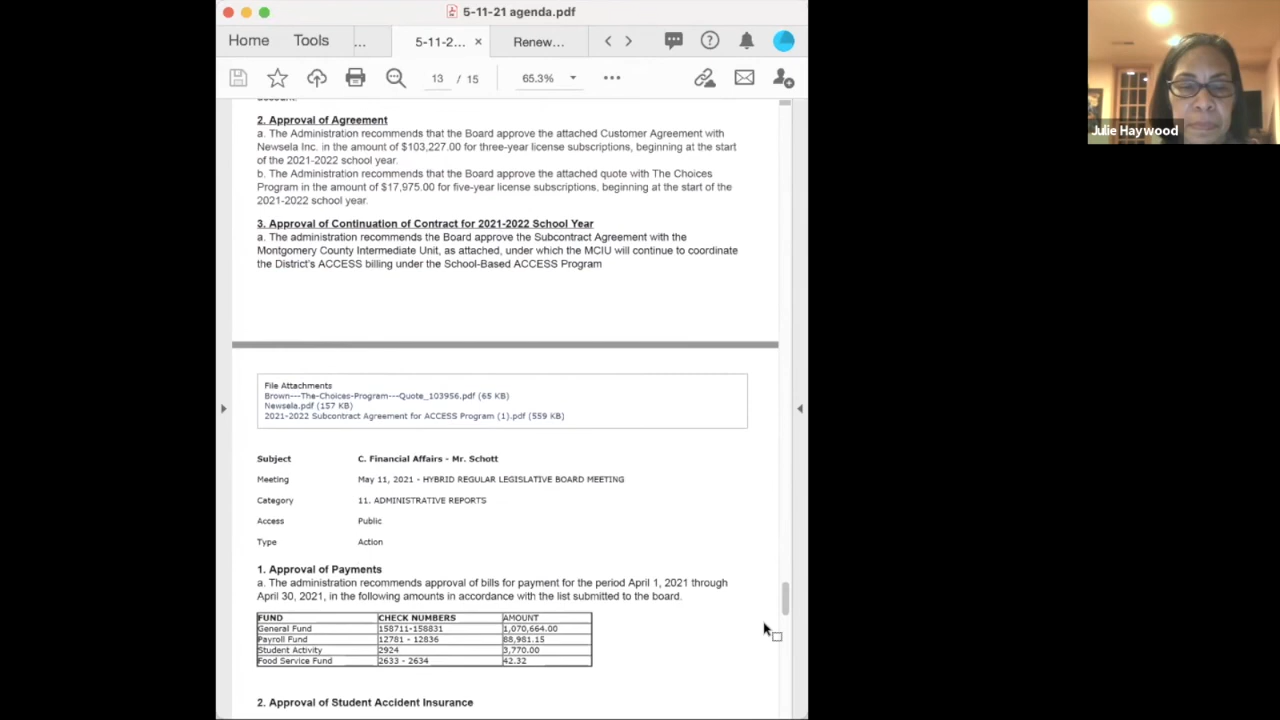 5-11-21 agenda.pdf
Home Tools ... 5-11-2... × Renew...
13 / 15 65.3%
Julie Haywood
2. Approval of Agreement
a. The Administration recommends that the Board approve the attached Customer Agreement with
Newsela Inc. in the amount of $103,227.00 for three-year license subscriptions, beginning at the start
of the 2021-2022 school year.
b. The Administration recommends that the Board approve the attached quote with The Choices
Program in the amount of $17,975.00 for five-year license subscriptions, beginning at the start of the
2021-2022 school year.
3. Approval of Continuation of Contract for 2021-2022 School Year
a. The administration recommends the Board approve the Subcontract Agreement with the
Montgomery County Intermediate Unit, as attached, under which the MCIU will continue to coordinate
the District's ACCESS billing under the School-Based ACCESS Program
File Attachments
Brown---The-Choices-Program---Quote_103956.pdf (65 KB)
Newsela.pdf (157 KB)
2021-2022 Subcontract Agreement for ACCESS Program (1).pdf (559 KB)
Subject C. Financial Affairs - Mr. Schott
Meeting May 11, 2021 - HYBRID REGULAR LEGISLATIVE BOARD MEETING
Category 11. ADMINISTRATIVE REPORTS
Access Public
Type Action
1. Approval of Payments
a. The administration recommends approval of bills for payment for the period April 1, 2021 through
April 30, 2021, in the following amounts in accordance with the list submitted to the board.
FUND CHECK NUMBERS AMOUNT
General Fund 158711-158831 1,070,664.00
Payroll Fund 12781 - 12836 88,981.15
Student Activity 2924 3,770.00
Food Service Fund 2633 - 2634 42.32
2. Approval of Student Accident Insurance